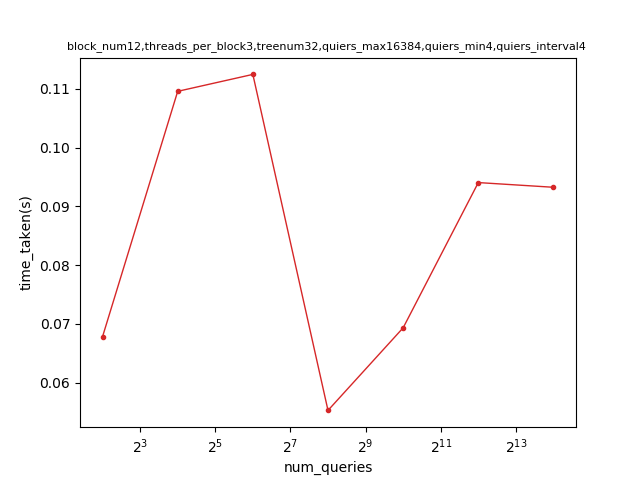 block_num12,threads_per_block3,treenum32,quiers_max16384,quiers_min4,quiers_interval4
0.11
0.10
0.09
0.08
0.07
0.06
time_taken(s)
2^3 2^5 2^7 2^9 2^11 2^13
num_queries